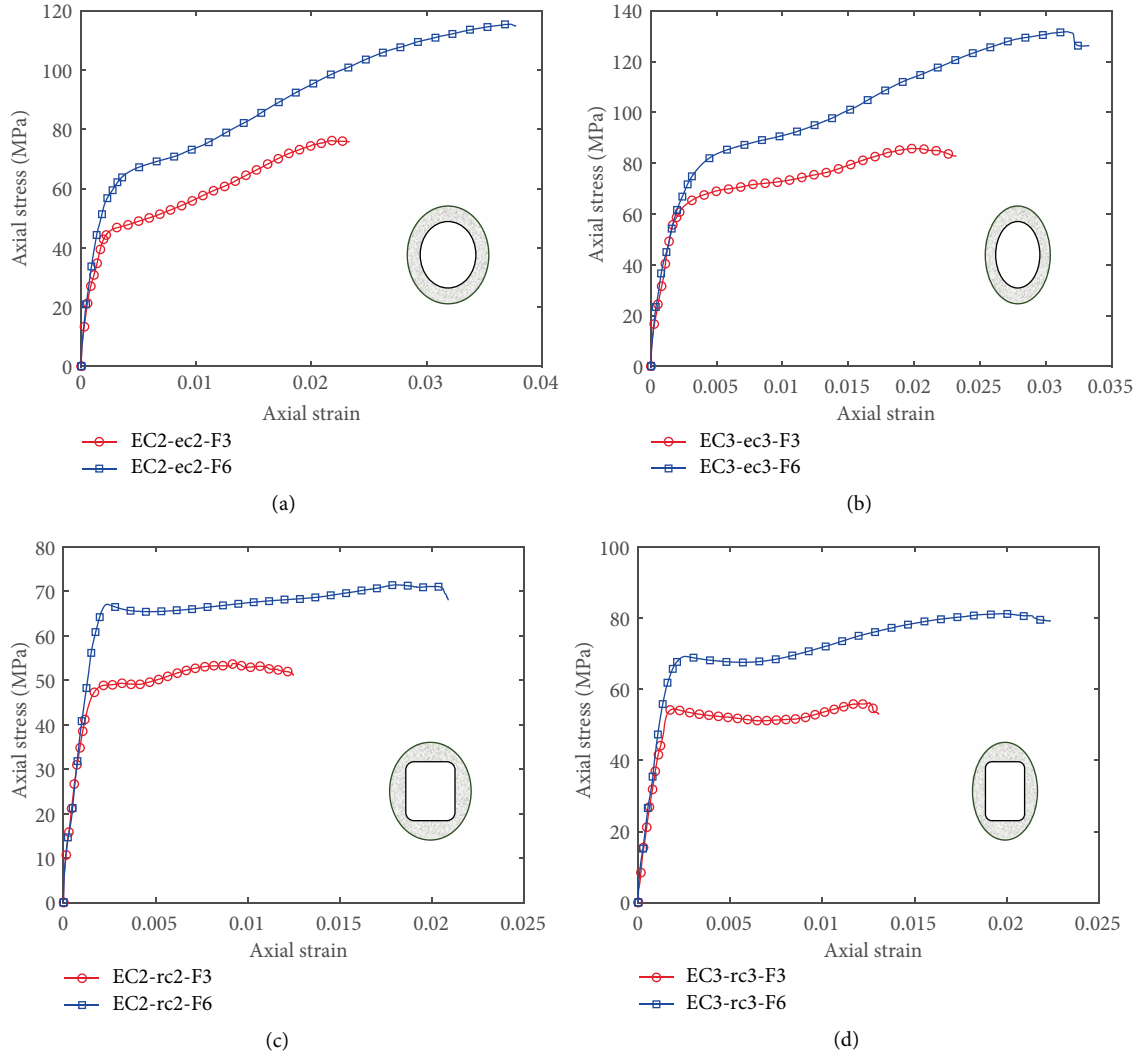 120
100
80
60
40
20
0
Axial stress (MPa)
0
0.01
0.02
0.03
0.04
Axial strain
EC2-ec2-F3
EC2-ec2-F6
(a)
140
120
100
80
60
40
20
0
Axial stress (MPa)
0
0.005
0.01
0.015
0.02
0.025
0.03
0.035
Axial strain
EC3-ec3-F3
EC3-ec3-F6
(b)
80
70
60
50
40
30
20
10
0
Axial stress (MPa)
0
0.005
0.01
0.015
0.02
0.025
Axial strain
EC2-rc2-F3
EC2-rc2-F6
(c)
100
80
60
40
20
0
Axial stress (MPa)
0
0.005
0.01
0.015
0.02
0.025
Axial strain
EC3-rc3-F3
EC3-rc3-F6
(d)